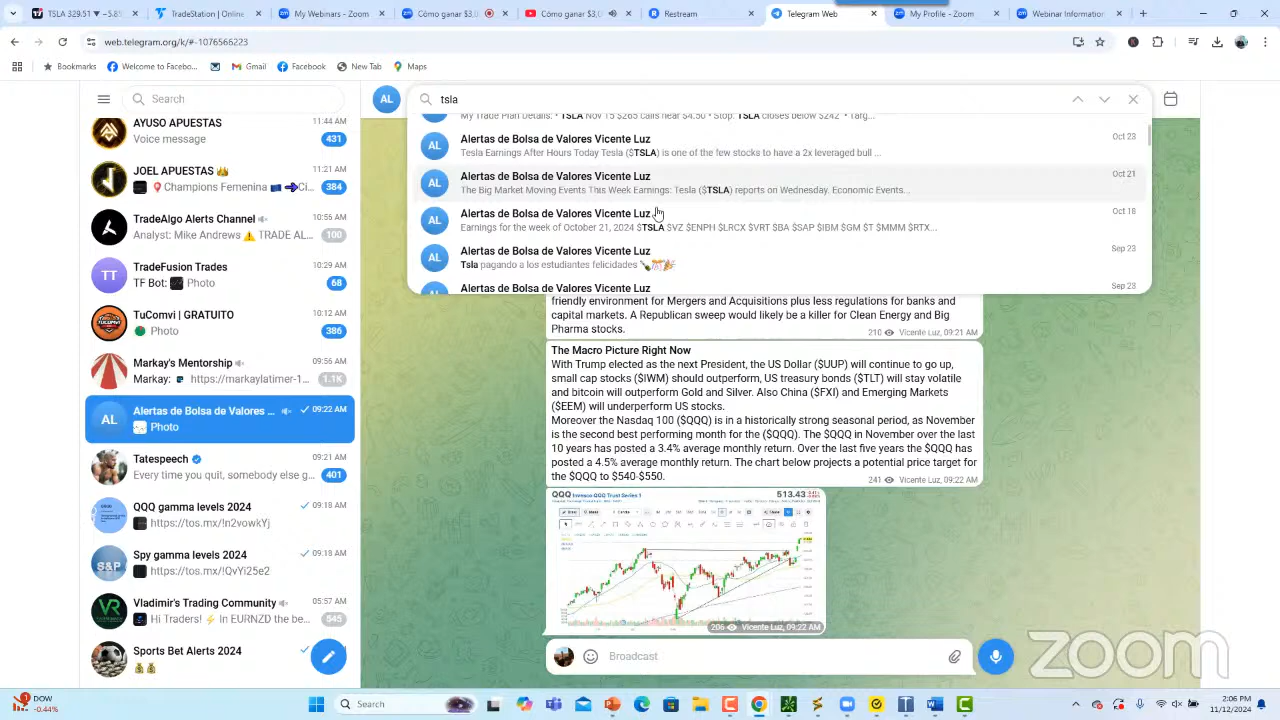 TSLA 329.51 ▼ -5.85
TradeStation
My Webinars - Zoom
Webinar Information
Restream
Telegram Web
My Profile - Zoom
Webinar Information
web.telegram.org/k/#-1076566223
Bookmarks
Welcome to Facebo...
Gmail
Facebook
New Tab
Maps
Search
AL
tsla
AYUSO APUESTAS
11:44 AM
Voice message
431
JOEL APUESTAS
11:21 AM
Champions Femenina
384
TradeAlgo Alerts Channel
10:56 AM
Analyst: Mike Andrews ⚠ TRADE AL...
100
TT
TradeFusion Trades
10:29 AM
TF Bot: Photo
68
TuComvi | GRATUITO
10:12 AM
Photo
386
Markay's Mentorship
09:56 AM
Markay: https://markaylatimer-1...
1.1K
AL
Alertas de Bolsa de Valores ...
09:22 AM
Photo
Tatespeech
09:21 AM
Every time you quit, somebody else g...
401
QQQ gamma levels 2024
09:18 AM
https://tos.mx/!n2vowkY
S&P
Spy gamma levels 2024
09:18 AM
https://tos.mx/!QvYi25e2
VR
Vladimir's Trading Community
05:57 AM
Hi Traders! ⚡ In EURNZD the be...
545
Sports Bet Alerts 2024
My Trade Plan Details: • TSLA Nov 15 $265 calls near $4.50 • Stop: TSLA closes below $242 • Targ...
AL
Alertas de Bolsa de Valores Vicente Luz
Oct 23
Tesla Earnings After Hours Today Tesla ($TSLA) is one of the few stocks to have a 2x leveraged bull ...
AL
Alertas de Bolsa de Valores Vicente Luz
Oct 21
The Big Market Moving Events This Week Earnings: Tesla ($TSLA) reports on Wednesday. Economic Events...
AL
Alertas de Bolsa de Valores Vicente Luz
Oct 18
Earnings for the week of October 21, 2024 $TSLA $VZ $ENPH $LRCX $VRT $BA $SAP $IBM $GM $T $MMM $RTX...
AL
Alertas de Bolsa de Valores Vicente Luz
Sep 23
Tsla pagando a los estudiantes felicidades
Alertas de Bolsa de Valores Vicente Luz
Sep 23
friendly environment for Mergers and Acquisitions plus less regulations for banks and
capital markets. A Republican sweep would likely be bad for Clean Energy and Big
Pharma stocks.
210 Vicente Luz, 09:21 AM
The Macro Picture Right Now
With Trump elected as the next President, the US Dollar ($UUP) will continue to go up,
small cap stocks ($IWM) should outperform, US treasury bonds ($TLT) will stay volatile
and bitcoin will outperform Gold and Silver. Also China ($FXI) and Emerging Markets
($EEM) will underperform US stocks.
Moreover the Nasdaq 100 ($QQQ) is in a historically strong seasonal period, as November
is the second best performing month for the ($QQQ). The $QQQ in November over the last
10 years has posted a 3.4% average monthly return. Over the last five years the $QQQ has
posted a 4.5% average monthly return. The chart below projects a potential price target for
the $QQQ to $540-$550.
241 Vicente Luz, 09:22 AM
QQQ Invesco QQQ Trust Series 1
513.43
206 Vicente Luz, 09:22 AM
Broadcast
zoom
DOW
-0.44%
Search
2:06 PM
11/12/2024